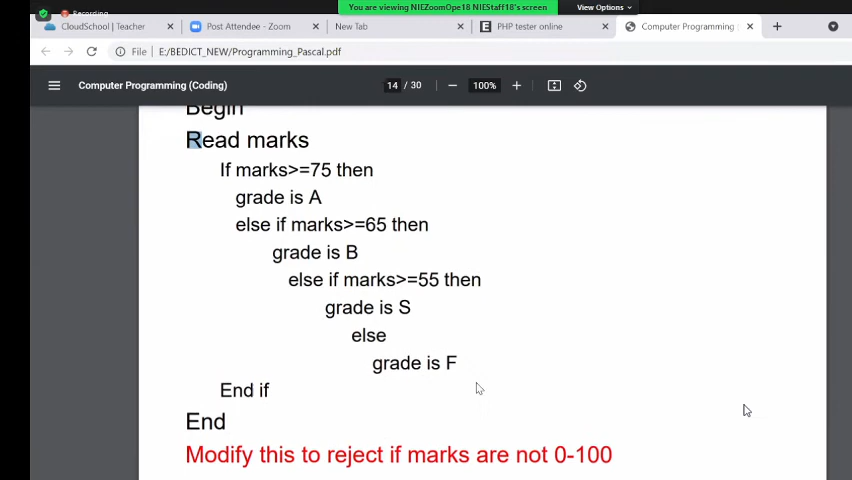 Recording
You are viewing NIEZoomOpe18 NIEStaff18's screen
View Options
CloudSchool | Teacher
Post Attendee - Zoom
New Tab
PHP tester online
Computer Programming
File
E:/BEDICT_NEW/Programming_Pascal.pdf
Computer Programming (Coding)
14 / 30
100%
Begin
Read marks
If marks>=75 then
grade is A
else if marks>=65 then
grade is B
else if marks>=55 then
grade is S
else
grade is F
End if
End
Modify this to reject if marks are not 0-100